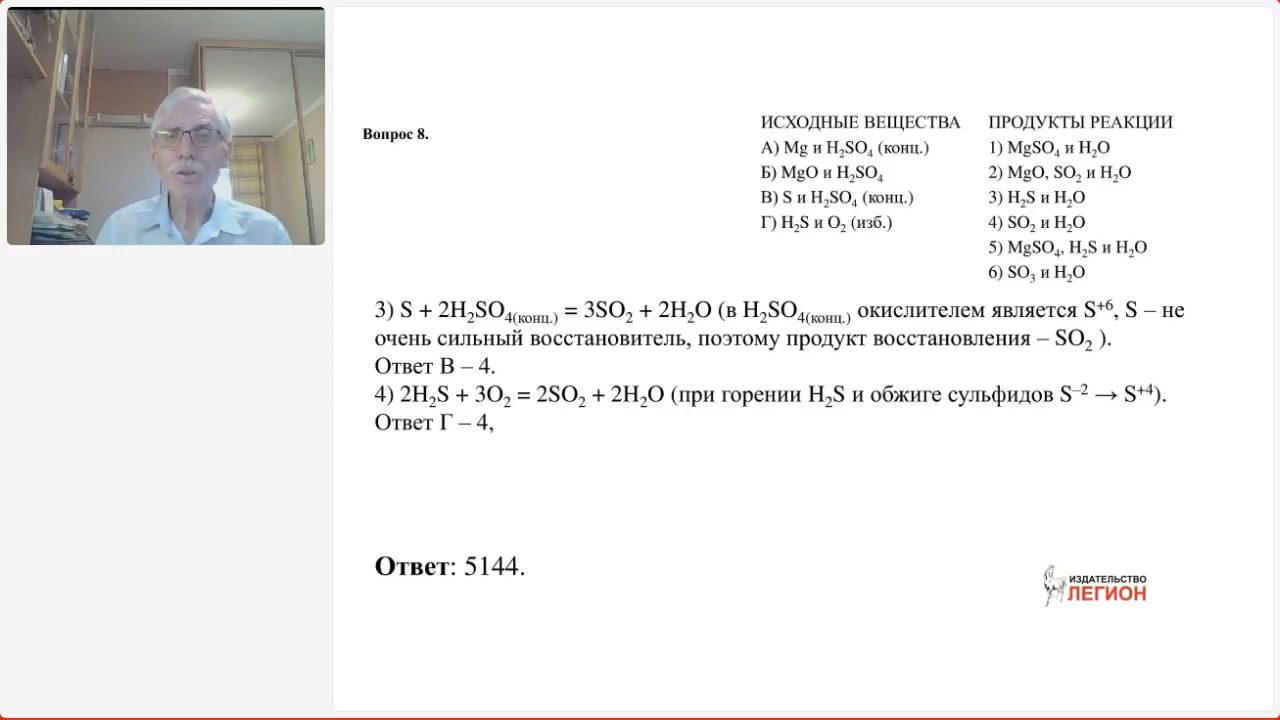 Вопрос 8.
ИСХОДНЫЕ ВЕЩЕСТВА
А) Mg и H₂SO₄ (конц.)
Б) MgO и H₂SO₄
В) S и H₂SO₄ (конц.)
Г) H₂S и O₂ (изб.)
ПРОДУКТЫ РЕАКЦИИ
1) MgSO₄ и H₂O
2) MgO, SO₂ и H₂O
3) H₂S и H₂O
4) SO₂ и H₂O
5) MgSO₄, H₂S и H₂O
6) SO₃ и H₂O
3) S + 2H₂SO₄(конц.) = 3SO₂ + 2H₂O (в H₂SO₄(конц.) окислителем является S⁺⁶, S – не
очень сильный восстановитель, поэтому продукт восстановления – SO₂ ).
Ответ В – 4.
4) 2H₂S + 3O₂ = 2SO₂ + 2H₂O (при горении H₂S и обжиге сульфидов S⁻² → S⁺⁴).
Ответ Г – 4,
Ответ: 5144.
ИЗДАТЕЛЬСТВО
ЛЕГИОН